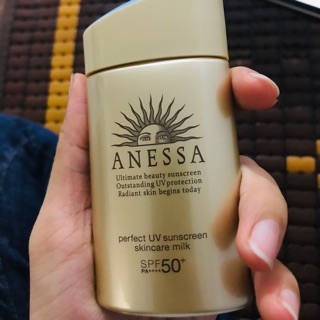 ANESSA
Ultimate beauty sunscreen
Outstanding UV protection
Radiant skin begins today
perfect UV sunscreen
skincare milk
SPF50+
PA++++